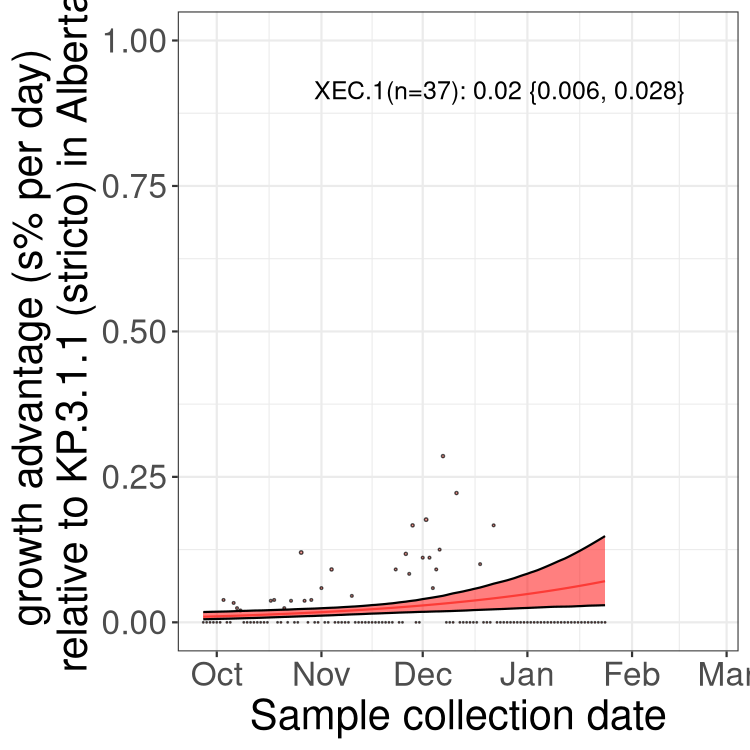 growth advantage (s% per day)
relative to KP.3.1.1 (stricto) in Alberta
1.00
0.75
0.50
0.25
0.00
XEC.1(n=37): 0.02 {0.006, 0.028}
Oct Nov Dec Jan Feb Mar
Sample collection date